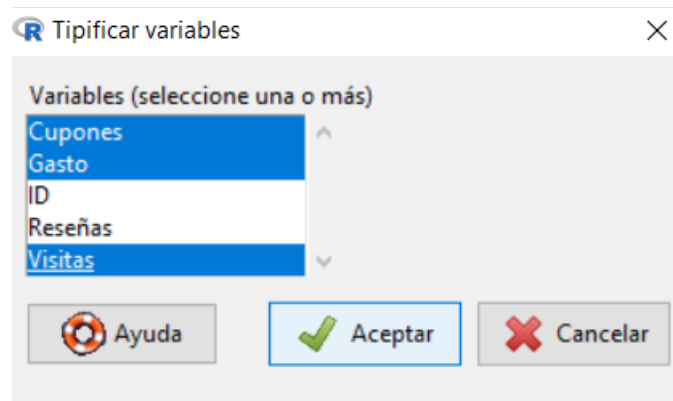 Tipificar variables
Variables (seleccione una o más)
Cupones
Gasto
ID
Reseñas
Visitas
Ayuda
Aceptar
Cancelar